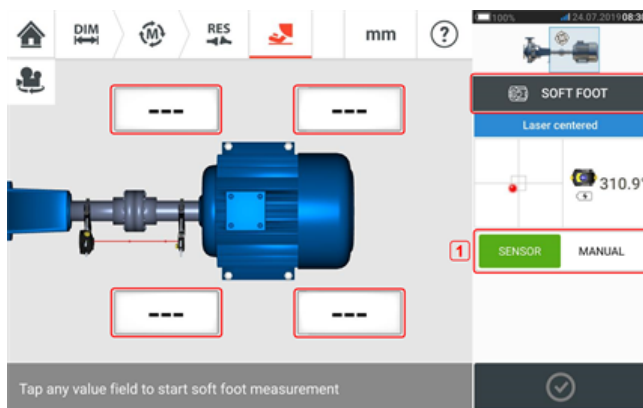 DIM
M
RES
mm
?
100%
24.07.2019 08:30
SOFT FOOT
Laser centered
310.9°
1
SENSOR
MANUAL
---
---
---
---
Tap any value field to start soft foot measurement